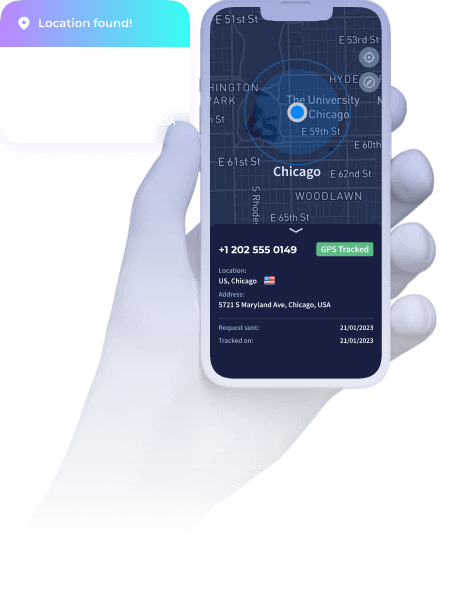 Location found!
E 51st St
E 53rd St
HYDE
HINGTON
PARK
The University
Chicago
h St
E 59th St
E 60th
E 61st St
Chicago
E 62nd St
WOODLAWN
S Rhodes
E 65th St
+1 202 555 0149
GPS Tracked
Location:
US, Chicago
Address:
5721 S Maryland Ave, Chicago, USA
Request sent:
21/01/2023
Tracked on:
21/01/2023